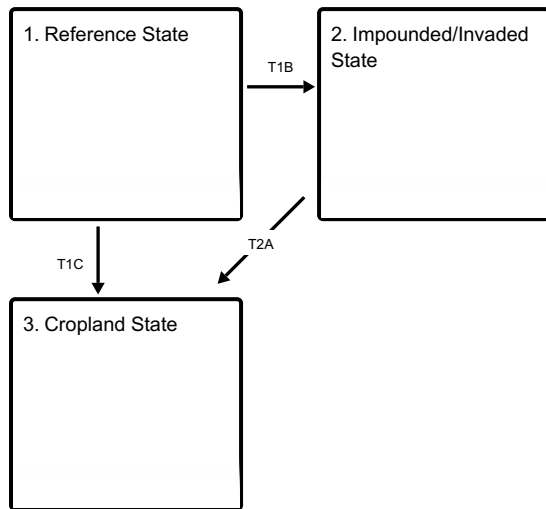 1. Reference State
2. Impounded/Invaded
State
T1B
T2A
T1C
3. Cropland State